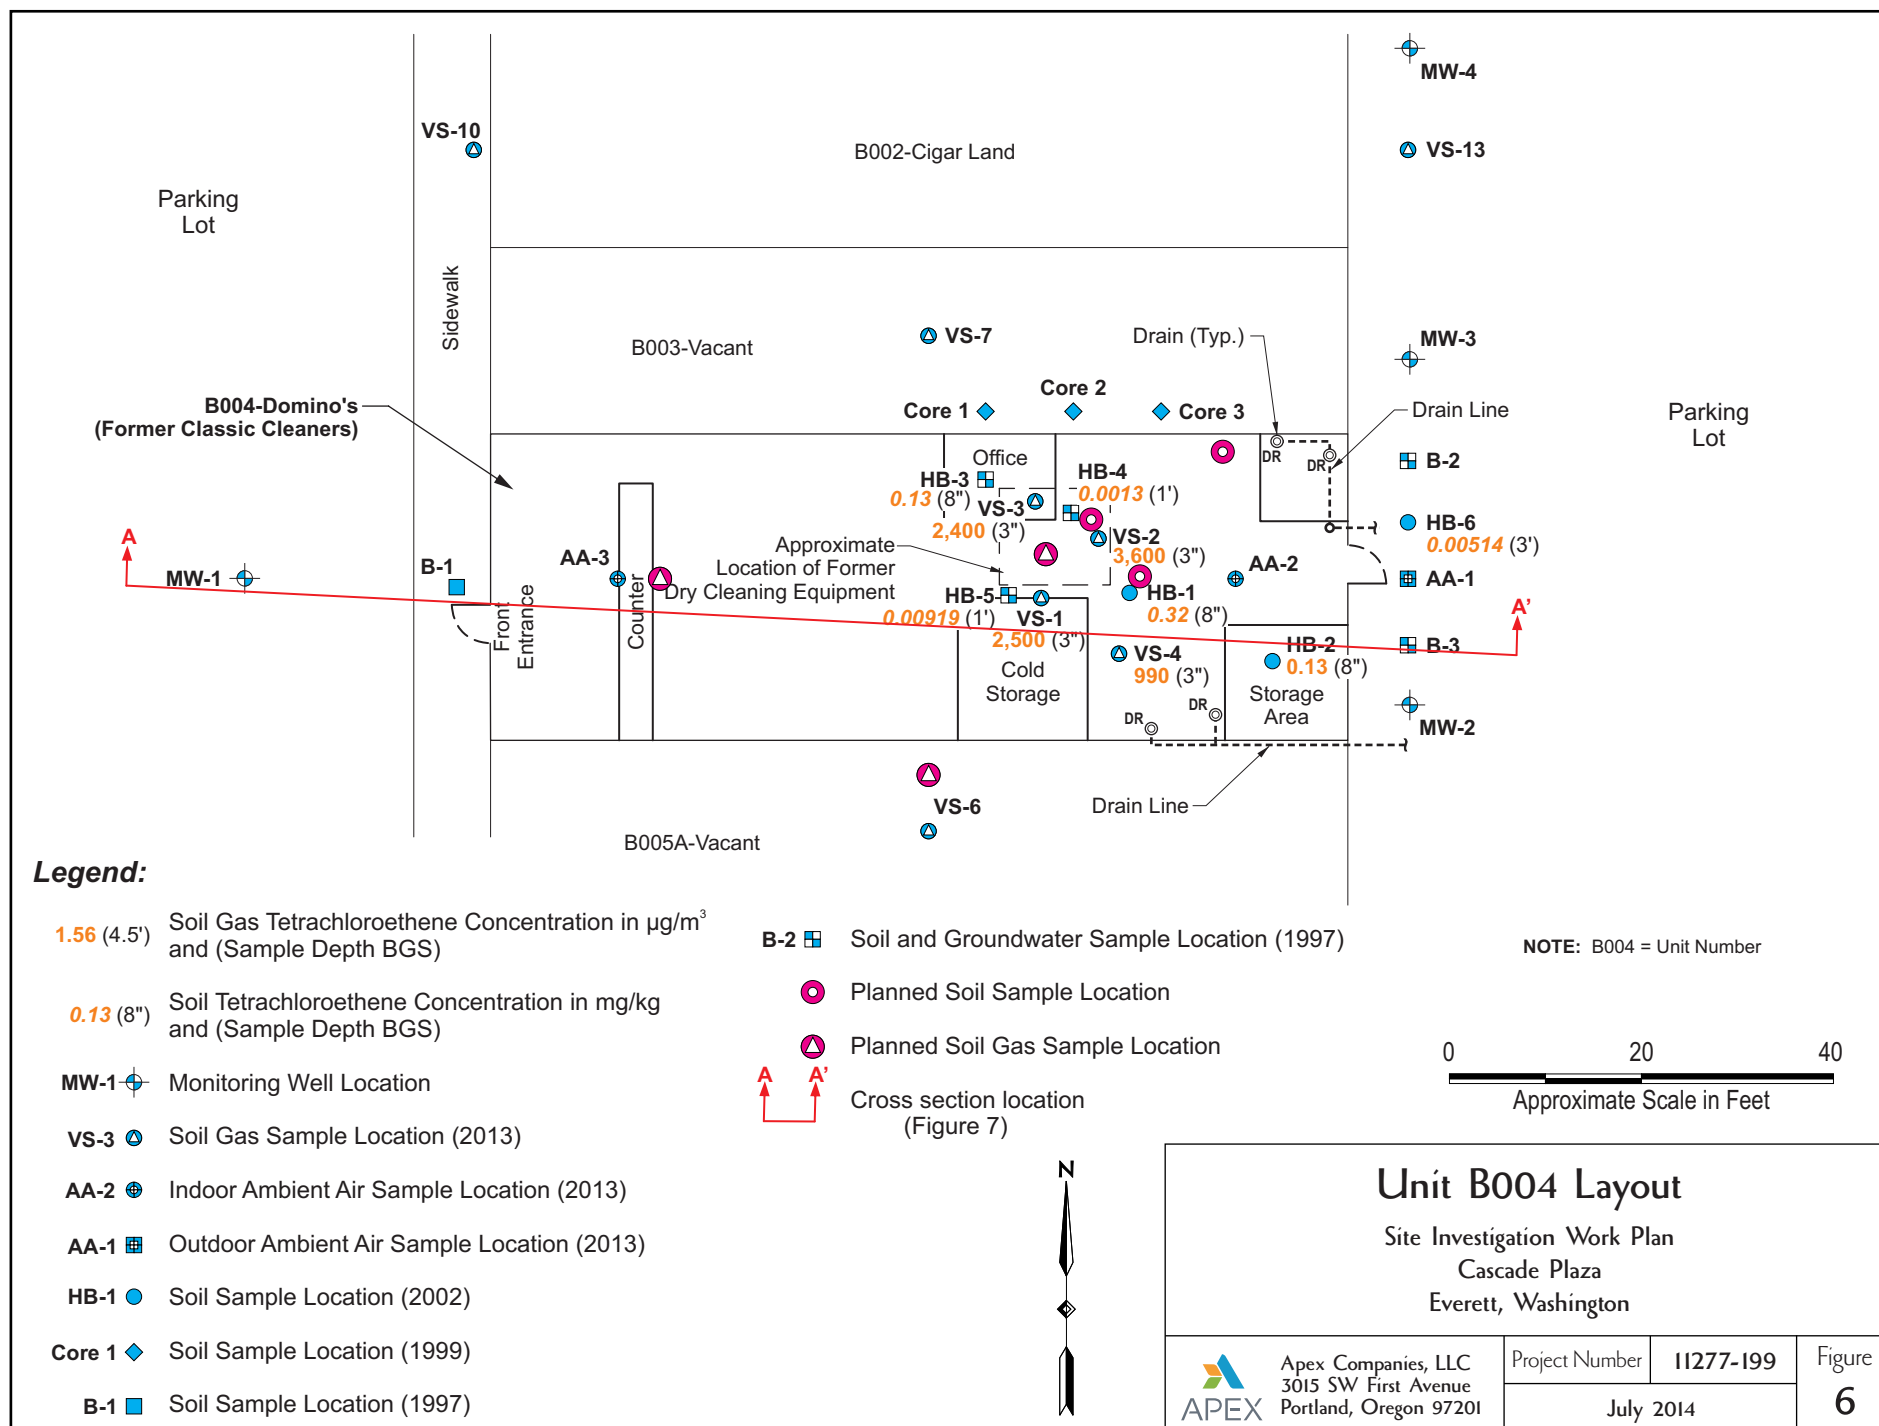 MW-4
VS-10
B002-Cigar Land
VS-13
Parking
Lot
Sidewalk
VS-7
B003-Vacant
Drain (Typ.)
MW-3
Core 1
Core 2
Core 3
Drain Line
Parking
Lot
B004-Domino's
(Former Classic Cleaners)
Office
DR
DR
B-2
HB-3
0.13 (8")
HB-4
0.0013 (1')
VS-3
2,400 (3")
VS-2
3,600 (3")
HB-6
0.00514 (3')
Approximate
Location of Former
Dry Cleaning Equipment
A
MW-1
B-1
AA-3
AA-2
AA-1
HB-5
0.00919 (1')
VS-1
2,500 (3")
HB-1
0.32 (8")
A'
Front
Entrance
Counter
Cold
Storage
VS-4
990 (3")
HB-2
0.13 (8")
B-3
Storage
Area
DR
DR
MW-2
VS-6
Drain Line
B005A-Vacant
Legend:
1.56 (4.5') Soil Gas Tetrachloroethene Concentration in µg/m³
and (Sample Depth BGS)
0.13 (8") Soil Tetrachloroethene Concentration in mg/kg
and (Sample Depth BGS)
MW-1 Monitoring Well Location
VS-3 Soil Gas Sample Location (2013)
AA-2 Indoor Ambient Air Sample Location (2013)
AA-1 Outdoor Ambient Air Sample Location (2013)
HB-1 Soil Sample Location (2002)
Core 1 Soil Sample Location (1999)
B-1 Soil Sample Location (1997)
B-2 Soil and Groundwater Sample Location (1997)
Planned Soil Sample Location
Planned Soil Gas Sample Location
A A' Cross section location
(Figure 7)
NOTE: B004 = Unit Number
0 20 40
Approximate Scale in Feet
N
Unit B004 Layout
Site Investigation Work Plan
Cascade Plaza
Everett, Washington
APEX
Apex Companies, LLC
3015 SW First Avenue
Portland, Oregon 97201
Project Number 11277-199
July 2014
Figure
6